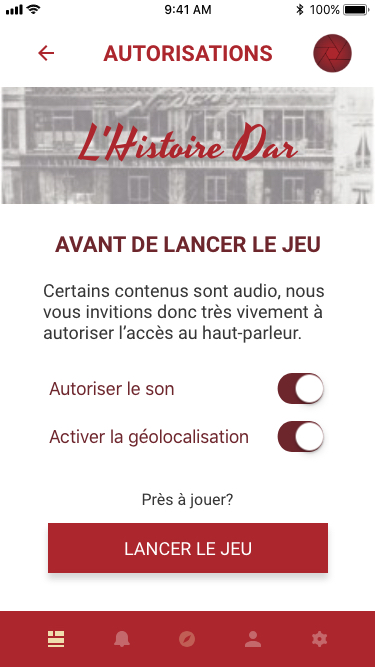 9:41 AM
100%
AUTORISATIONS
L'Histoire Dar
AVANT DE LANCER LE JEU
Certains contenus sont audio, nous
vous invitions donc très vivement à
autoriser l'accès au haut-parleur.
Autoriser le son
Activer la géolocalisation
Près à jouer?
LANCER LE JEU